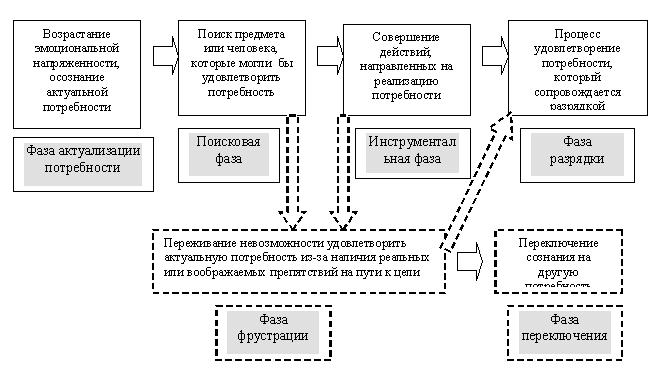 Возрастание
эмоциональной
напряженности,
осознание
актуальной
потребности
Поиск предмета
или человека,
которые могли бы
удовлетворить
потребность
Совершение
действий,
направленных на
реализацию
потребности
Процесс
удовлетворение
потребности,
который
сопровождается
разрядкой
Фаза актуализации
потребности
Поисковая
фаза
Инструментал
ьная фаза
Фаза
разрядки
Переживание невозможности удовлетворить
актуальную потребность из-за наличия реальных
или воображаемых препятствий на пути к цели
Переключение
сознания на
другую
потребность
Фаза
фрустрации
Фаза
переключения